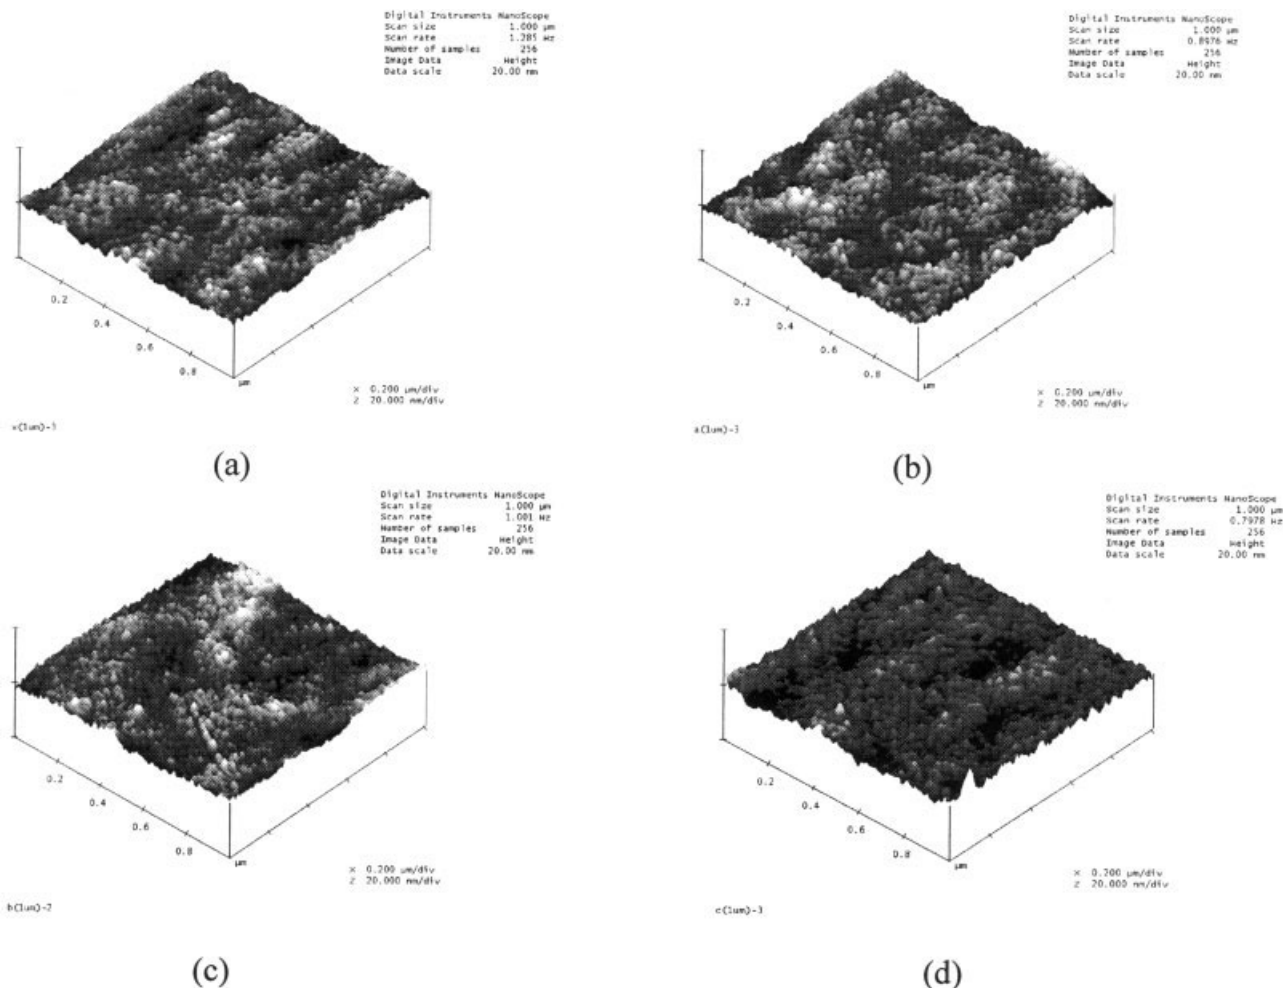 Digital Instruments NanoScope
Scan size 1.000 µm
Scan rate 1.285 Hz
Number of samples 256
Image Data Height
Data scale 20.00 nm
0.2
0.4
0.6
0.8
µm
X 0.200 µm/div
Z 20.000 nm/div
(a)
Digital Instruments NanoScope
Scan size 1.000 µm
Scan rate 0.8976 Hz
Number of samples 256
Image Data Height
Data scale 20.00 nm
0.2
0.4
0.6
0.8
µm
X 0.200 µm/div
Z 20.000 nm/div
a(1um)-3
(b)
Digital Instruments NanoScope
Scan size 1.000 µm
Scan rate 1.001 Hz
Number of samples 256
Image Data Height
Data scale 20.00 nm
0.2
0.4
0.6
0.8
µm
X 0.200 µm/div
Z 20.000 nm/div
b(1um)-2
(c)
Digital Instruments NanoScope
Scan size 1.000 µm
Scan rate 0.7978 Hz
Number of samples 256
Image Data Height
Data scale 20.00 nm
0.2
0.4
0.6
0.8
µm
X 0.200 µm/div
Z 20.000 nm/div
c(1um)-3
(d)